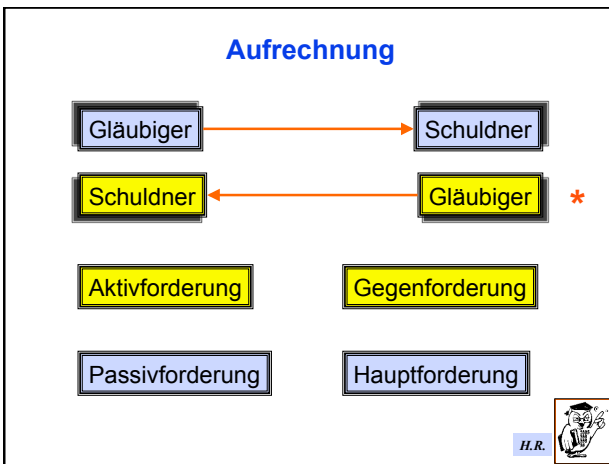 Aufrechnung
Gläubiger Schuldner
Schuldner Gläubiger *
Aktivforderung Gegenforderung
Passivforderung Hauptforderung
H.R.